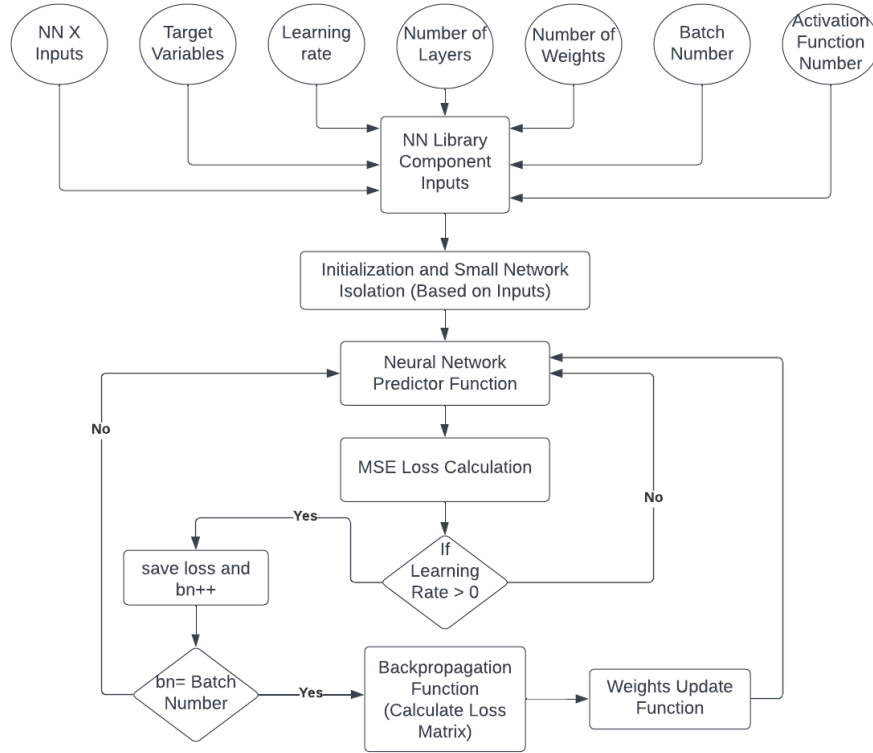 NN X
Inputs
Target
Variables
Learning
rate
Number of
Layers
Number of
Weights
Batch
Number
Activation
Function
Number
NN Library
Component
Inputs
Initialization and Small Network
Isolation (Based on Inputs)
Neural Network
Predictor Function
No
MSE Loss Calculation
No
Yes
If
Learning
Rate > 0
save loss and
bn++
bn= Batch
Number
Yes
Backpropagation
Function
(Calculate Loss
Matrix)
Weights Update
Function